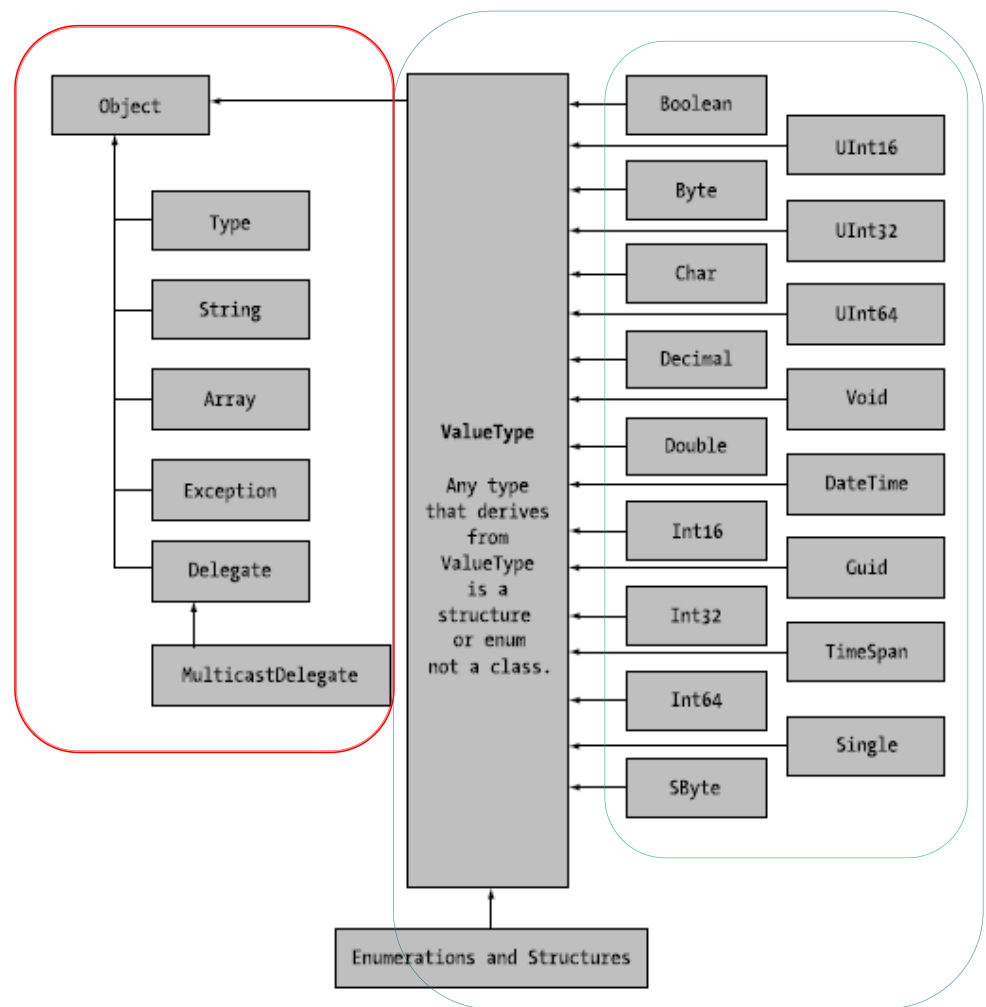 Object
Type
String
Array
Exception
Delegate
MulticastDelegate
ValueType
Any type
that derives
from
ValueType
is a
structure
or enum
not a class.
Boolean
UInt16
Byte
UInt32
Char
UInt64
Decimal
Void
Double
DateTime
Int16
Guid
Int32
TimeSpan
Int64
Single
SByte
Enumerations and Structures